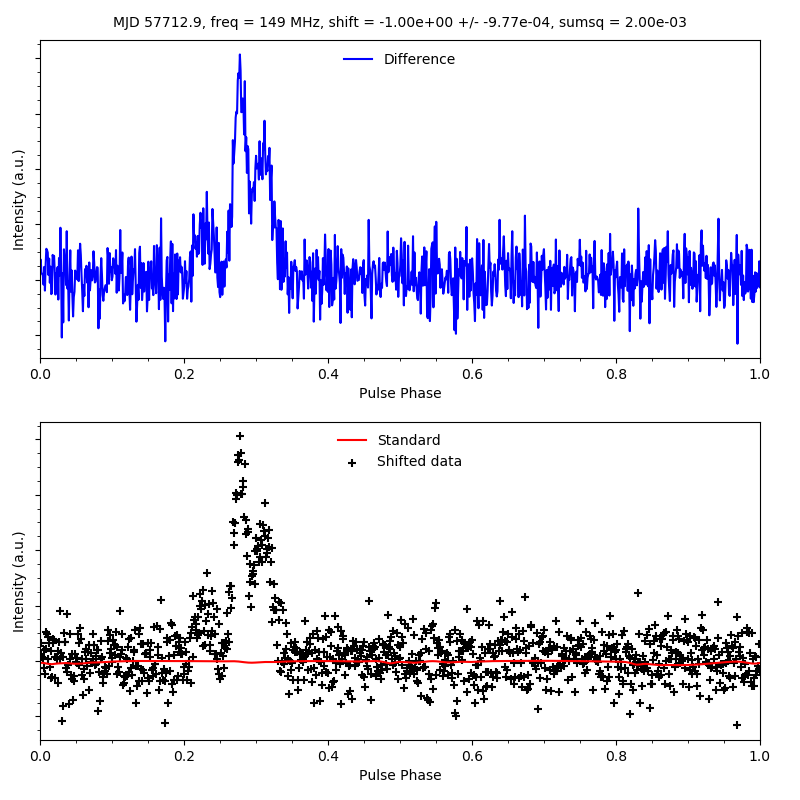 MJD 57712.9, freq = 149 MHz, shift = -1.00e+00 +/- -9.77e-04, sumsq = 2.00e-03
Difference
Intensity (a.u.)
0.0 0.2 0.4 0.6 0.8 1.0
Pulse Phase
Standard
Shifted data
Intensity (a.u.)
0.0 0.2 0.4 0.6 0.8 1.0
Pulse Phase